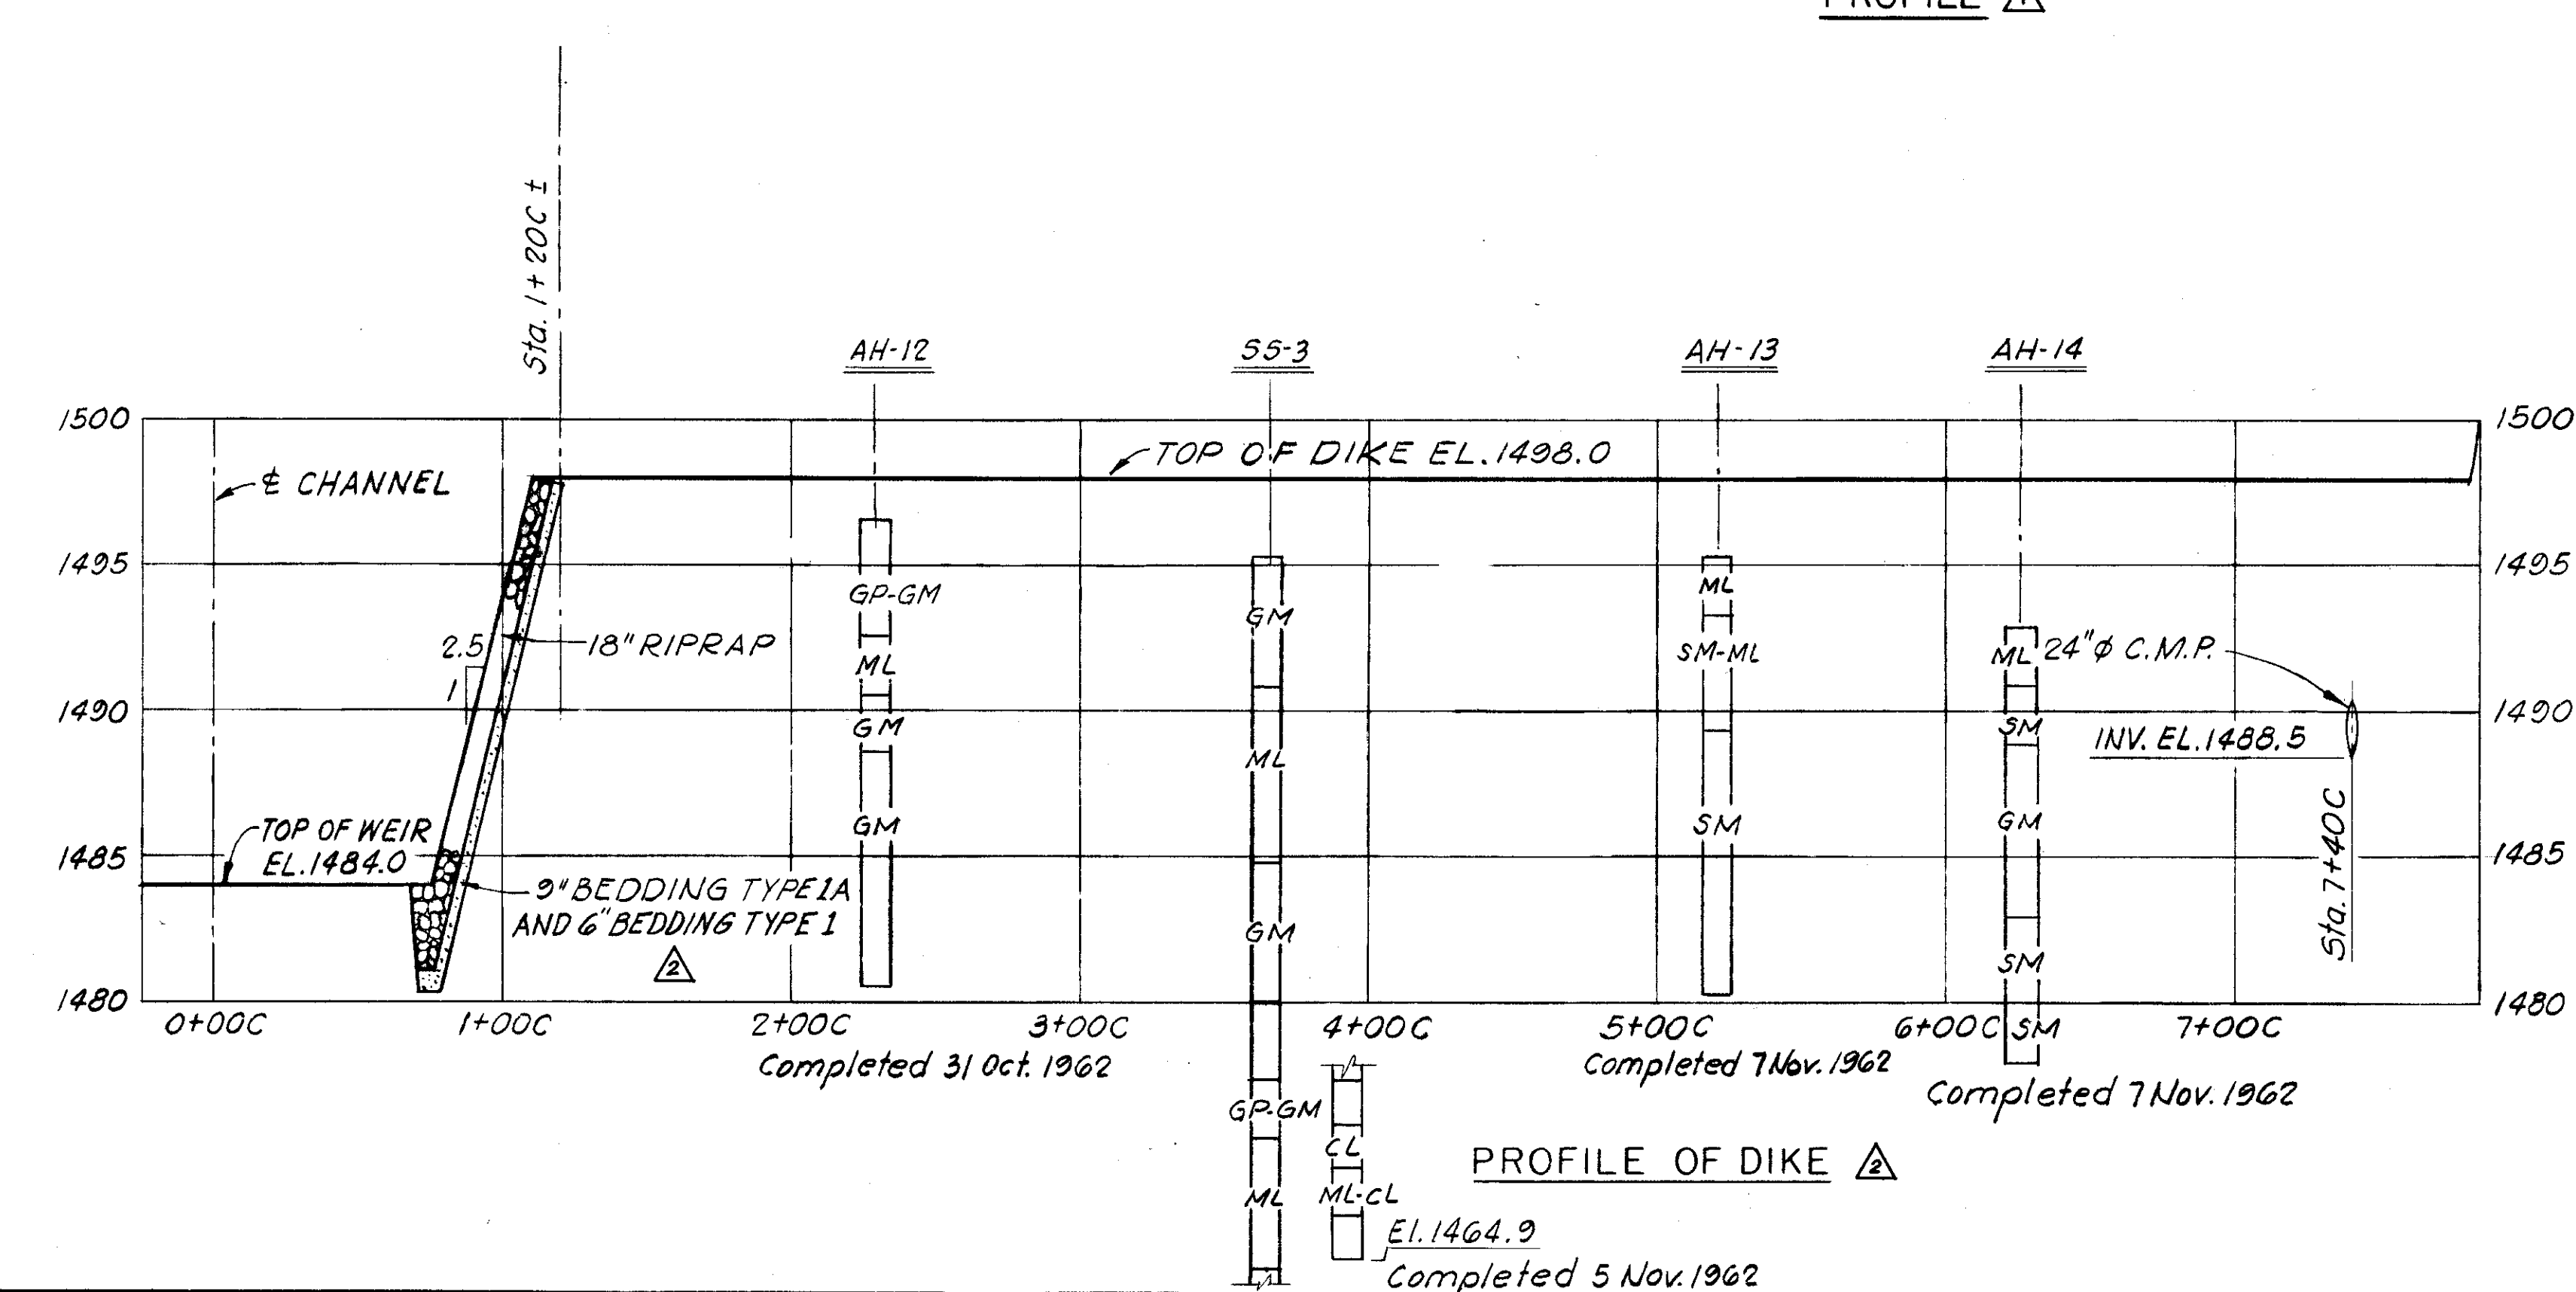 PROFILE 1
Sta. 1+20C ±
AH-12
SS-3
AH-13
AH-14
1500
1500
TOP OF DIKE EL.1498.0
℄ CHANNEL
1495
1495
GP-GM
GM
ML
2.5
18" RIPRAP
SM-ML
ML
ML
24"ϕ C.M.P.
1
1490
1490
GM
SM
INV. EL.1488.5
ML
TOP OF WEIR
EL.1484.0
GM
SM
GM
Sta. 7+40C
1485
1485
9" BEDDING TYPE 1A
AND 6" BEDDING TYPE 1
2
GM
SM
1480
1480
0+00C
1+00C
2+00C
3+00C
4+00C
5+00C
6+00C
SM
7+00C
Completed 31 Oct. 1962
Completed 7 Nov. 1962
Completed 7 Nov. 1962
GP-GM
CL
PROFILE OF DIKE 2
ML
ML-CL
El. 1464.9
Completed 5 Nov. 1962